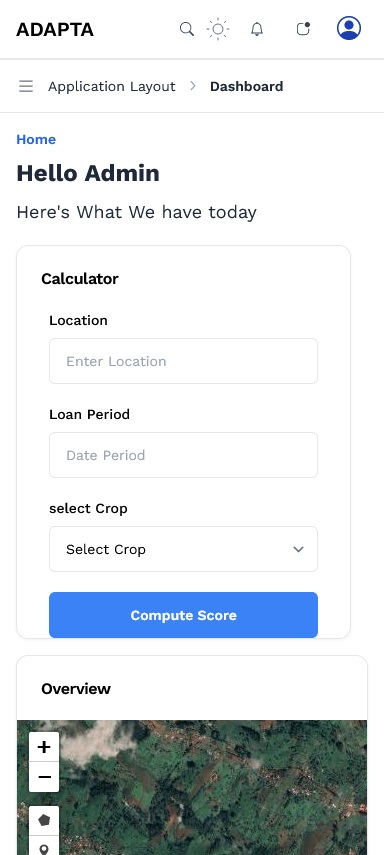 ADAPTA
Application Layout > Dashboard
Home
Hello Admin
Here's What We have today
Calculator
Location
Enter Location
Loan Period
Date Period
select Crop
Select Crop
Compute Score
Overview
+
−